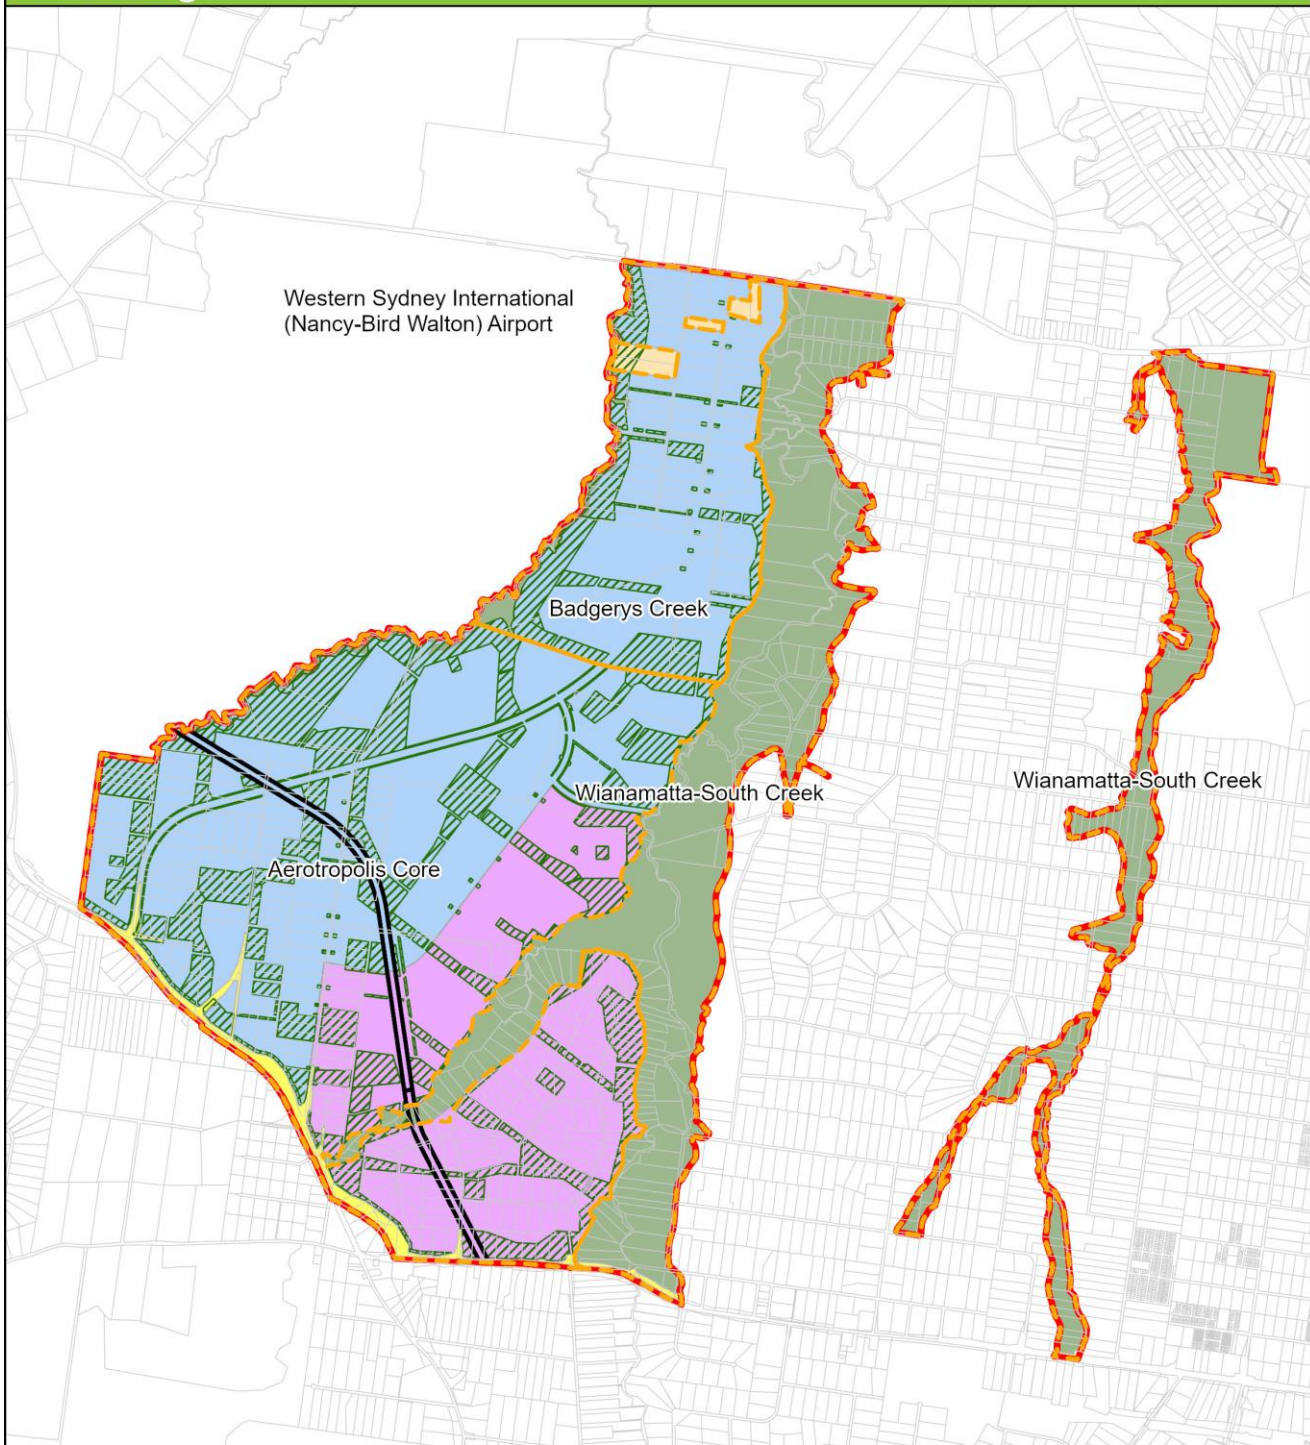 Western Sydney International
(Nancy-Bird Walton) Airport
Badgerys Creek
Wianamatta-South Creek
Wianamatta-South Creek
Aerotropolis Core